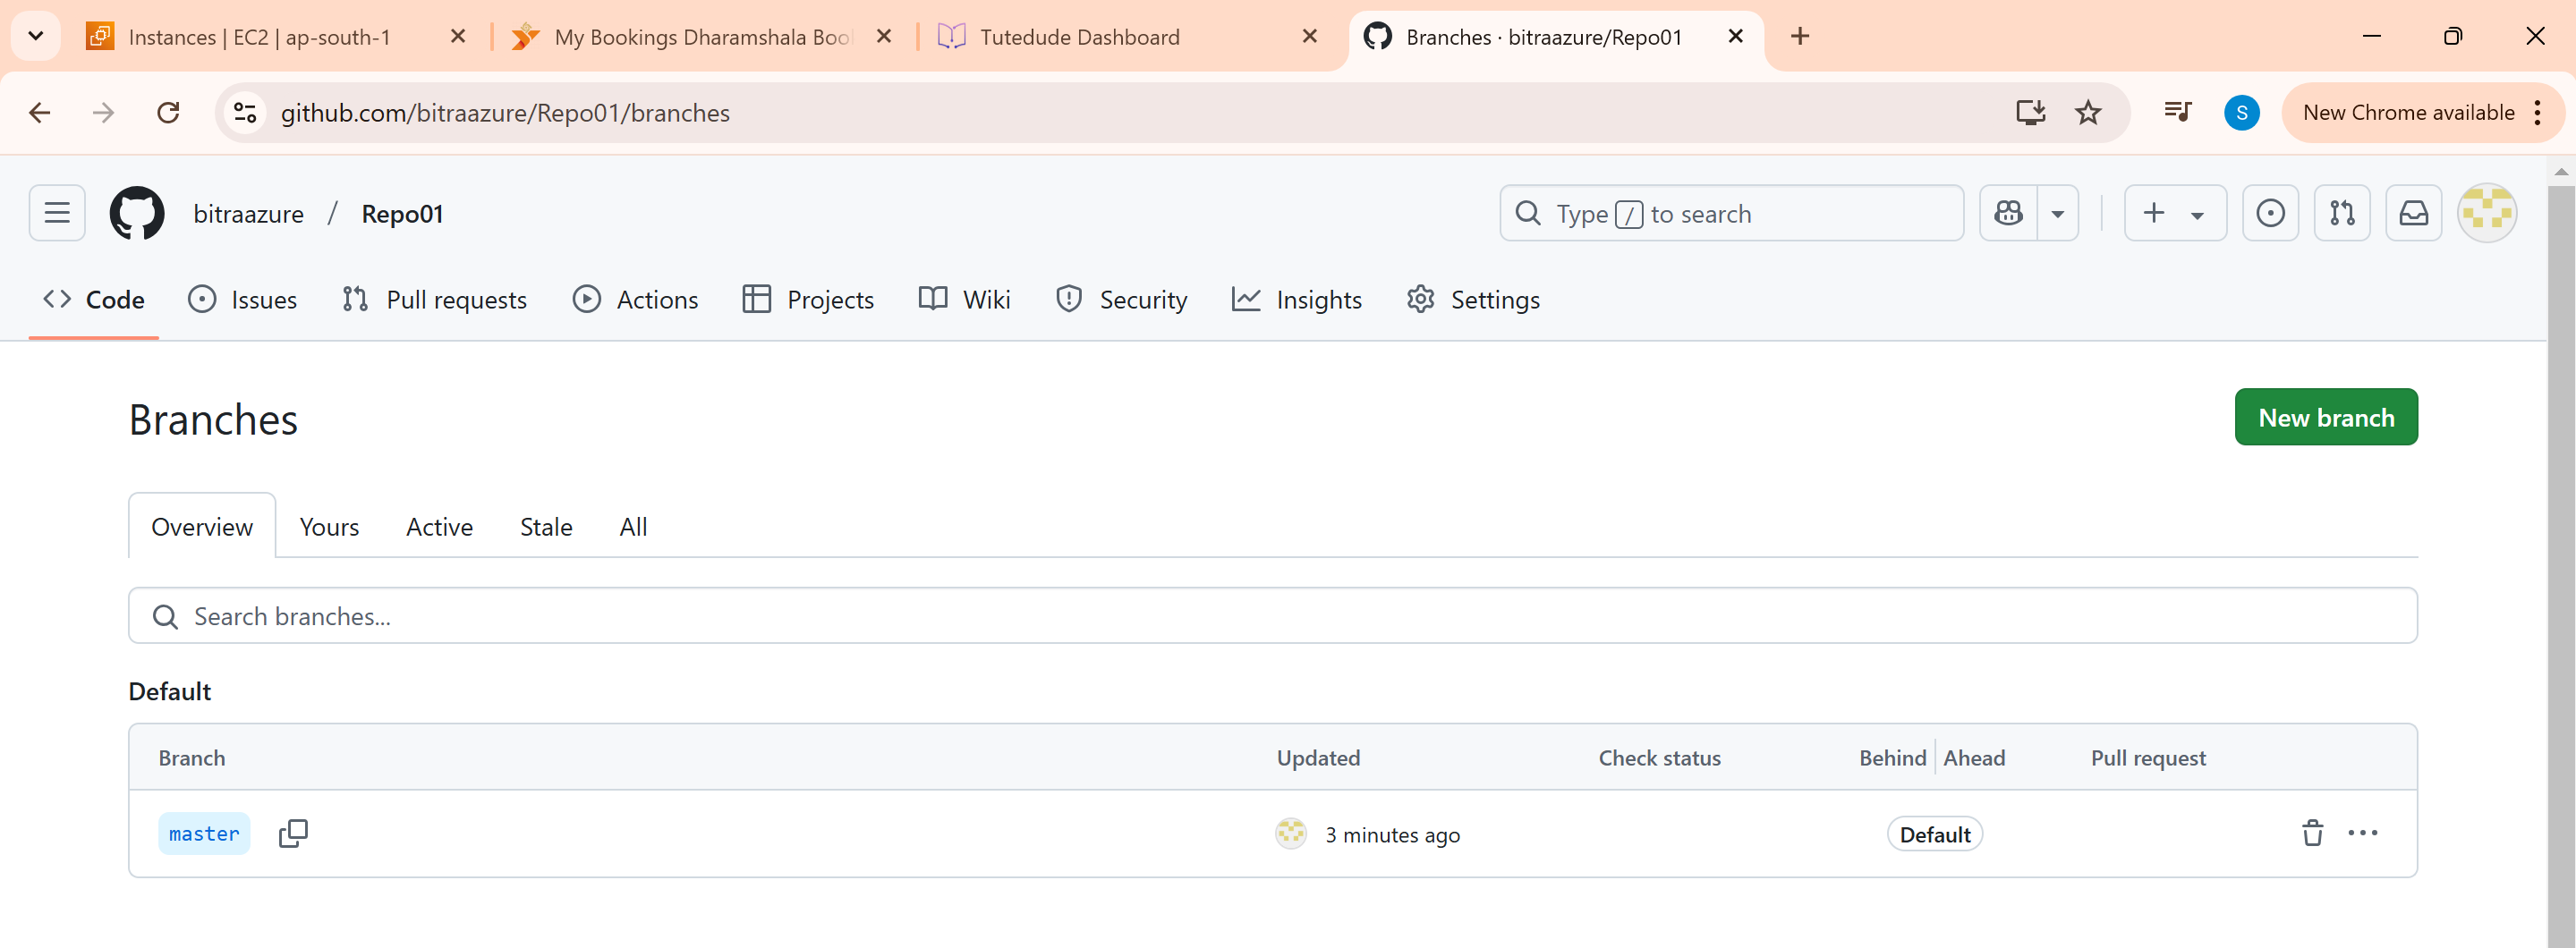 Instances | EC2 | ap-south-1
My Bookings Dharamshala Boo
Tutedude Dashboard
Branches · bitraazure/Repo01
github.com/bitraazure/Repo01/branches
S
New Chrome available
bitraazure / Repo01
Type / to search
Code
Issues
Pull requests
Actions
Projects
Wiki
Security
Insights
Settings
Branches
New branch
Overview
Yours
Active
Stale
All
Search branches...
Default
Branch
Updated
Check status
Behind
Ahead
Pull request
master
3 minutes ago
Default